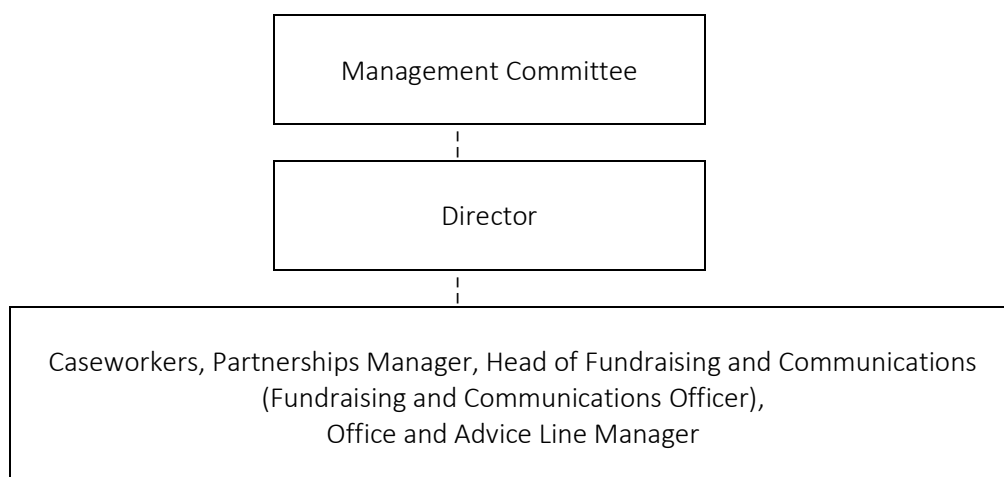 Management Committee
Director
Caseworkers, Partnerships Manager, Head of Fundraising and Communications
(Fundraising and Communications Officer),
Office and Advice Line Manager